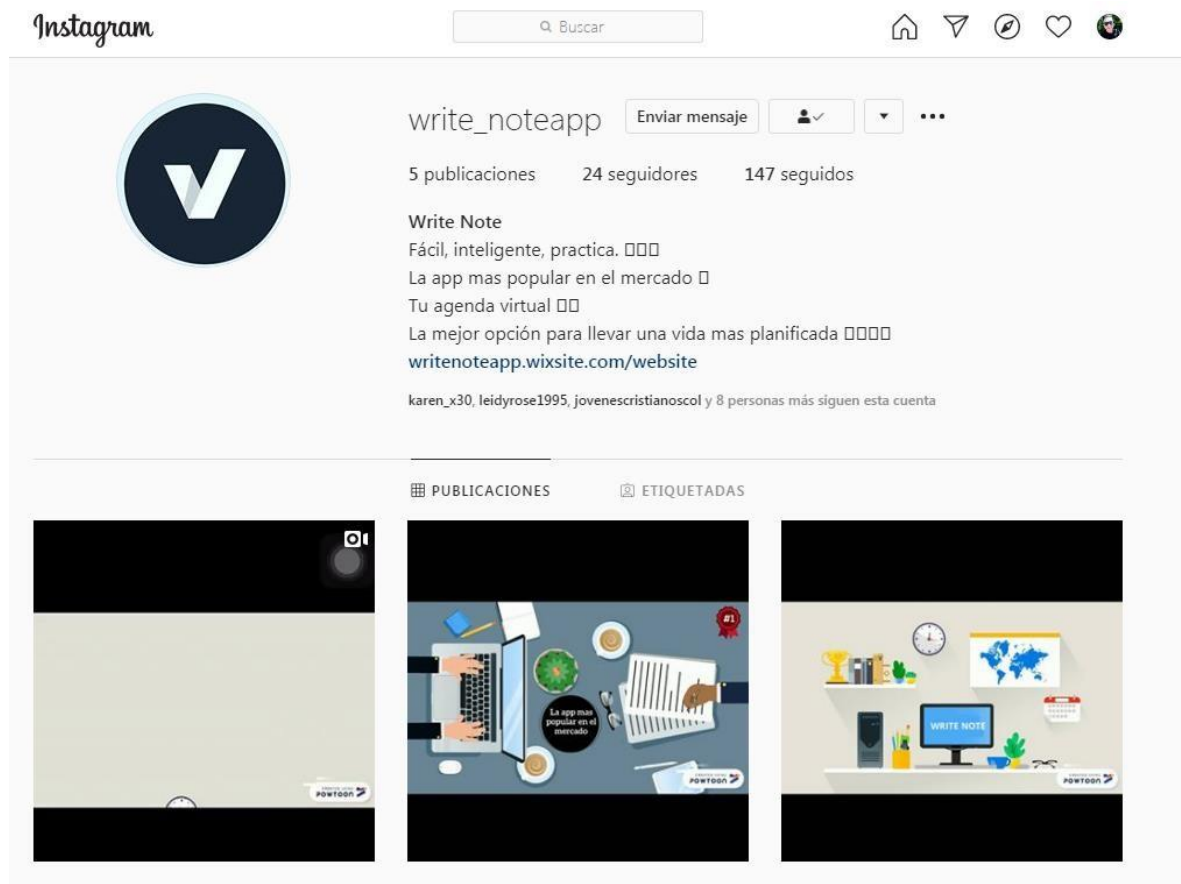 Instagram
Buscar
write_noteapp Enviar mensaje
5 publicaciones 24 seguidores 147 seguidos
Write Note
Fácil, inteligente, practica. 
La app mas popular en el mercado 
Tu agenda virtual 
La mejor opción para llevar una vida mas planificada 
writenoteapp.wixsite.com/website
karen_x30, leidyrose1995, jovenescristianoscol y 8 personas más siguen esta cuenta
PUBLICACIONES ETIQUETADAS
POWTOON
#1
La app mas
popular en el
mercado
POWTOON
WRITE NOTE
POWTOON